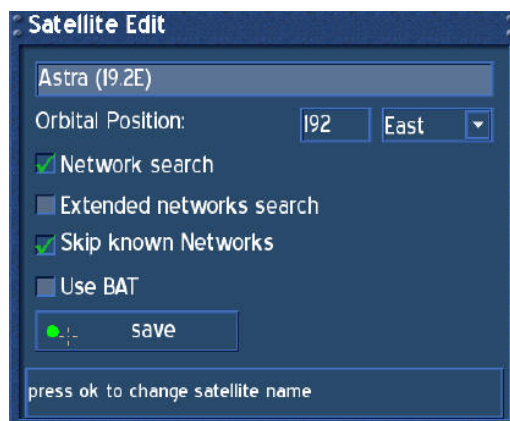 Satellite Edit
Astra (19.2E)
Orbital Position: 192 East
Network search
Extended networks search
Skip known Networks
Use BAT
save
press ok to change satellite name